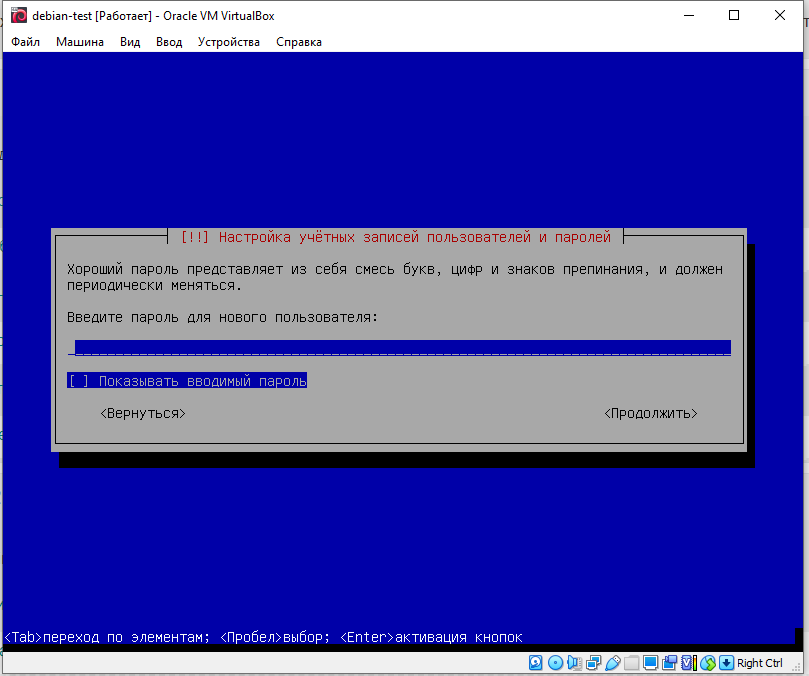 debian-test [Работает] - Oracle VM VirtualBox
Файл Машина Вид Ввод Устройства Справка
[!!] Настройка учётных записей пользователей и паролей
Хороший пароль представляет из себя смесь букв, цифр и знаков препинания, и должен
периодически меняться.
Введите пароль для нового пользователя:
[ ] Показывать вводимый пароль
<Вернуться> <Продолжить>
<Tab>переход по элементам; <Пробел>выбор; <Enter>активация кнопок
Right Ctrl